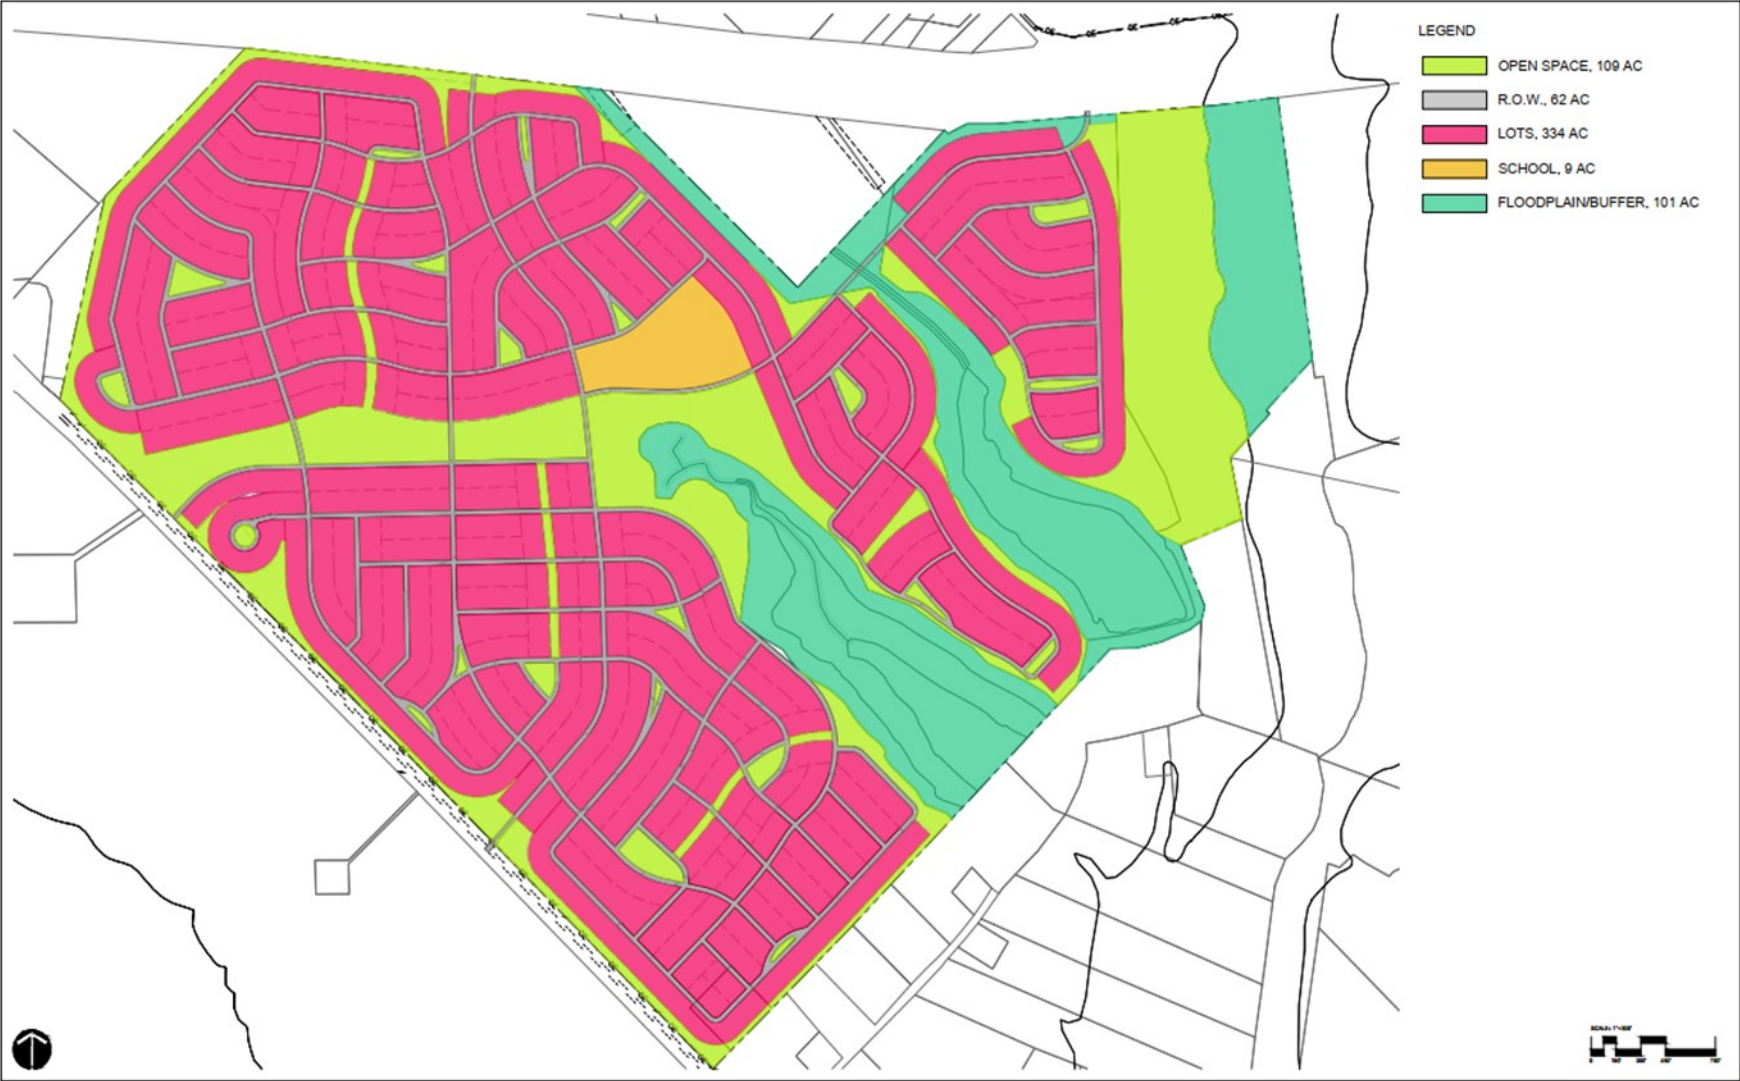 LEGEND
OPEN SPACE, 109 AC
R.O.W., 62 AC
LOTS, 334 AC
SCHOOL, 9 AC
FLOODPLAIN/BUFFER, 101 AC